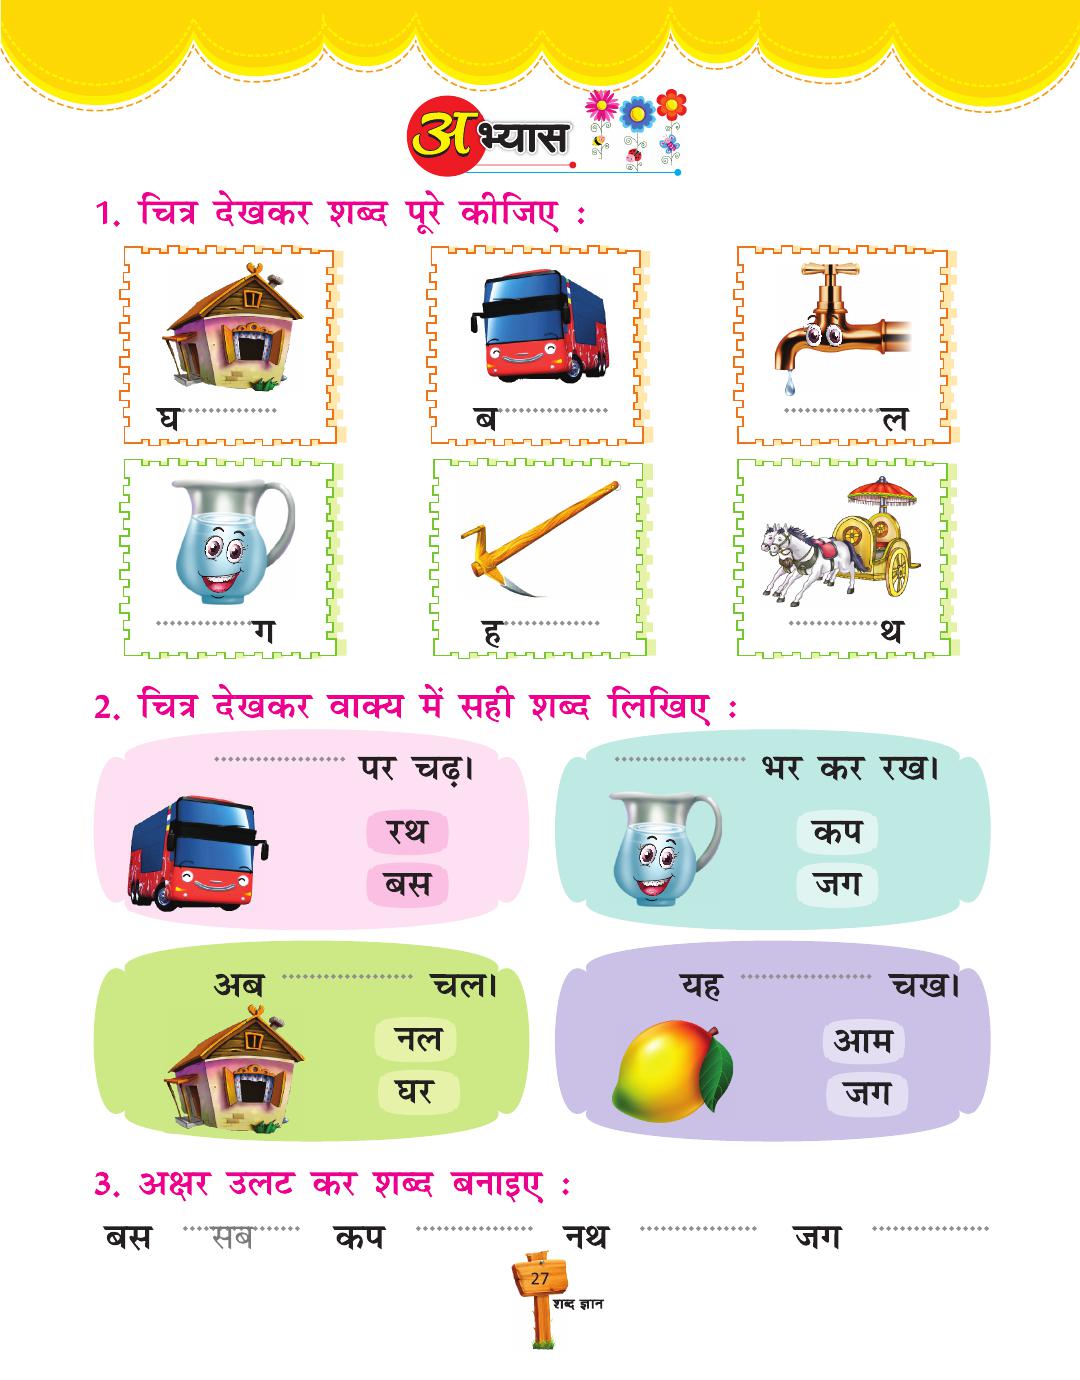 अभ्यास
1. चित्र देखकर शब्द पूरे कीजिए :
घ............ ब............ ............ल
............ग ह............ ............थ
2. चित्र देखकर वाक्य में सही शब्द लिखिए :
............ पर चढ़।
रथ
बस
............ भर कर रख।
कप
जग
अब ............ चल।
नल
घर
यह ............ चख।
आम
जग
3. अक्षर उलट कर शब्द बनाइए :
बस सब कप ............ नथ ............ जग ............
27
शब्द ज्ञान